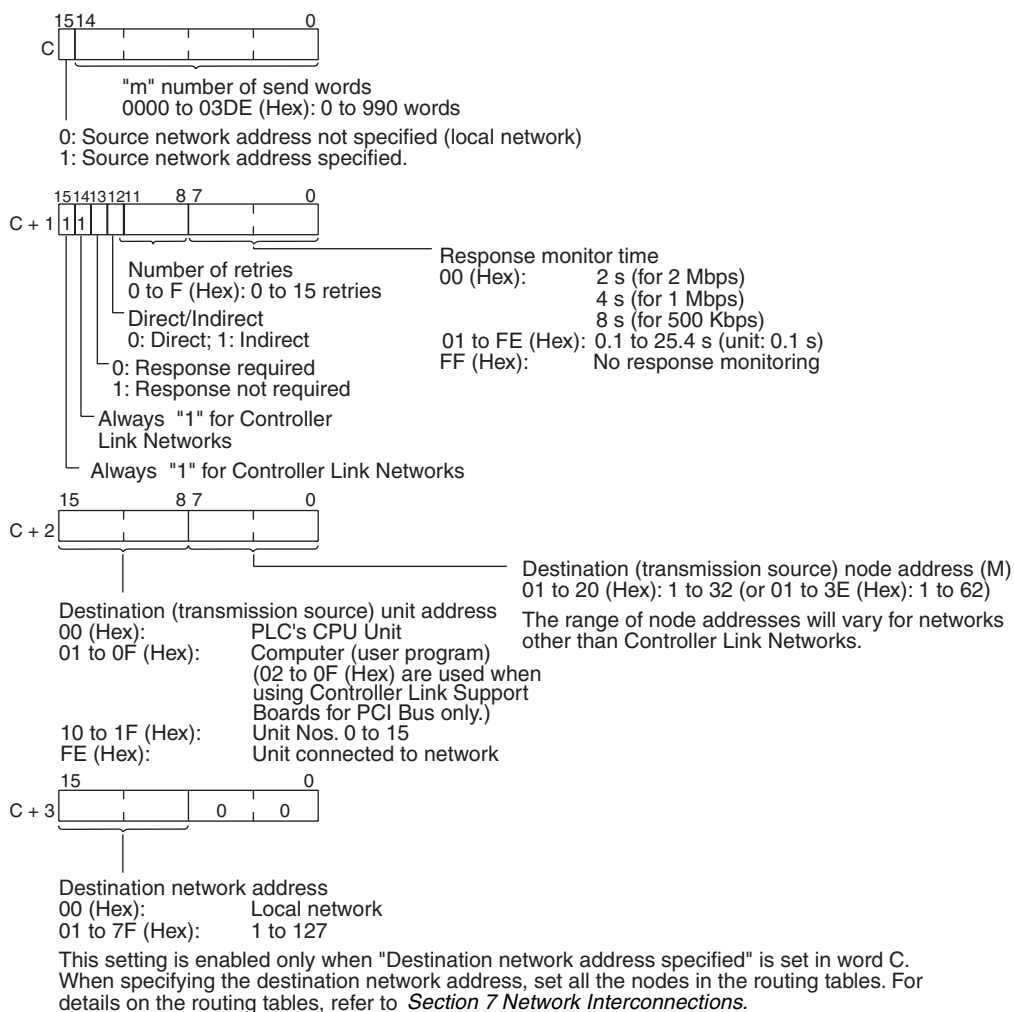 1514 0
C
"m" number of send words
0000 to 03DE (Hex): 0 to 990 words
0: Source network address not specified (local network)
1: Source network address specified.
1514131211 8 7 0
C + 1 1 1
Response monitor time
00 (Hex): 2 s (for 2 Mbps)
4 s (for 1 Mbps)
8 s (for 500 Kbps)
01 to FE (Hex): 0.1 to 25.4 s (unit: 0.1 s)
FF (Hex): No response monitoring
Number of retries
0 to F (Hex): 0 to 15 retries
Direct/Indirect
0: Direct; 1: Indirect
0: Response required
1: Response not required
Always "1" for Controller
Link Networks
Always "1" for Controller Link Networks
15 8 7 0
C + 2
Destination (transmission source) node address (M)
01 to 20 (Hex): 1 to 32 (or 01 to 3E (Hex): 1 to 62)
The range of node addresses will vary for networks
other than Controller Link Networks.
Destination (transmission source) unit address
00 (Hex): PLC's CPU Unit
01 to 0F (Hex): Computer (user program)
(02 to 0F (Hex) are used when
using Controller Link Support
Boards for PCI Bus only.)
10 to 1F (Hex): Unit Nos. 0 to 15
FE (Hex): Unit connected to network
15 0
C + 3 0 0
Destination network address
00 (Hex): Local network
01 to 7F (Hex): 1 to 127
This setting is enabled only when "Destination network address specified" is set in word C.
When specifying the destination network address, set all the nodes in the routing tables. For
details on the routing tables, refer to Section 7 Network Interconnections.